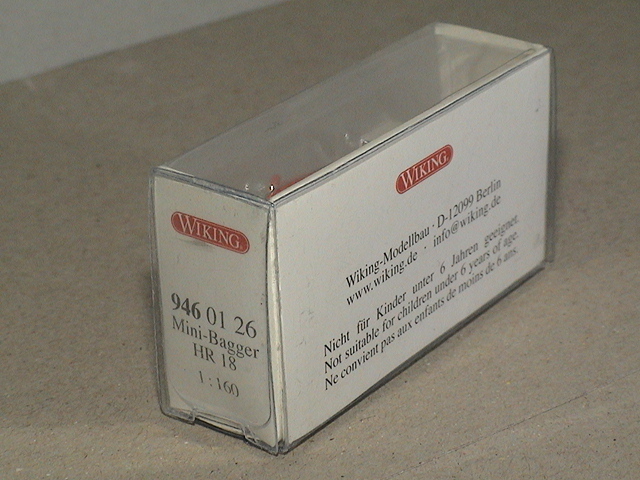 WIKING
946 01 26
Mini-Bagger
HR 18
1:160
WIKING
Wiking-Modellbau · D-12099 Berlin
www.wiking.de · info@wiking.de
Nicht für Kinder unter 6 Jahren geeignet.
Not suitable for children under 6 years of age.
Ne convient pas aux enfants de moins de 6 ans.